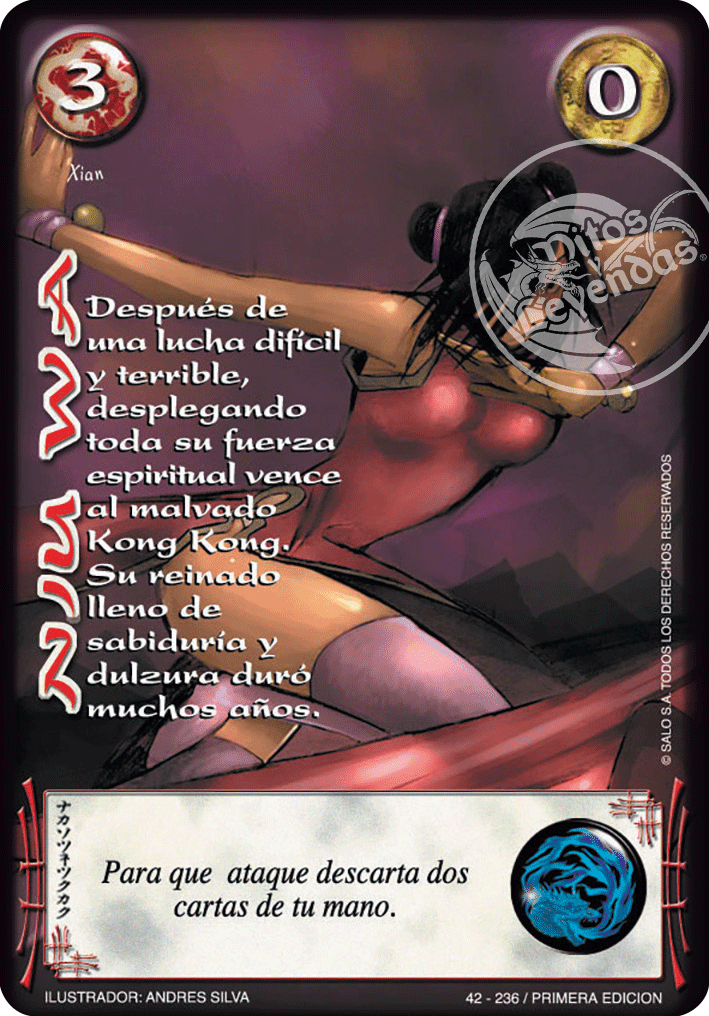 3
0
Xian
Mitos
Leyendas®
NIU WA
Después de
una lucha difícil
y terrible,
desplegando
toda su fuerza
espiritual vence
al malvado
Kong Kong.
Su reinado
lleno de
sabiduría y
dulzura duró
muchos años.
© SALO S.A. TODOS LOS DERECHOS RESERVADOS
ナカソツネツクカク
Para que ataque descarta dos
cartas de tu mano.
ILUSTRADOR: ANDRES SILVA
42 - 236 / PRIMERA EDICION